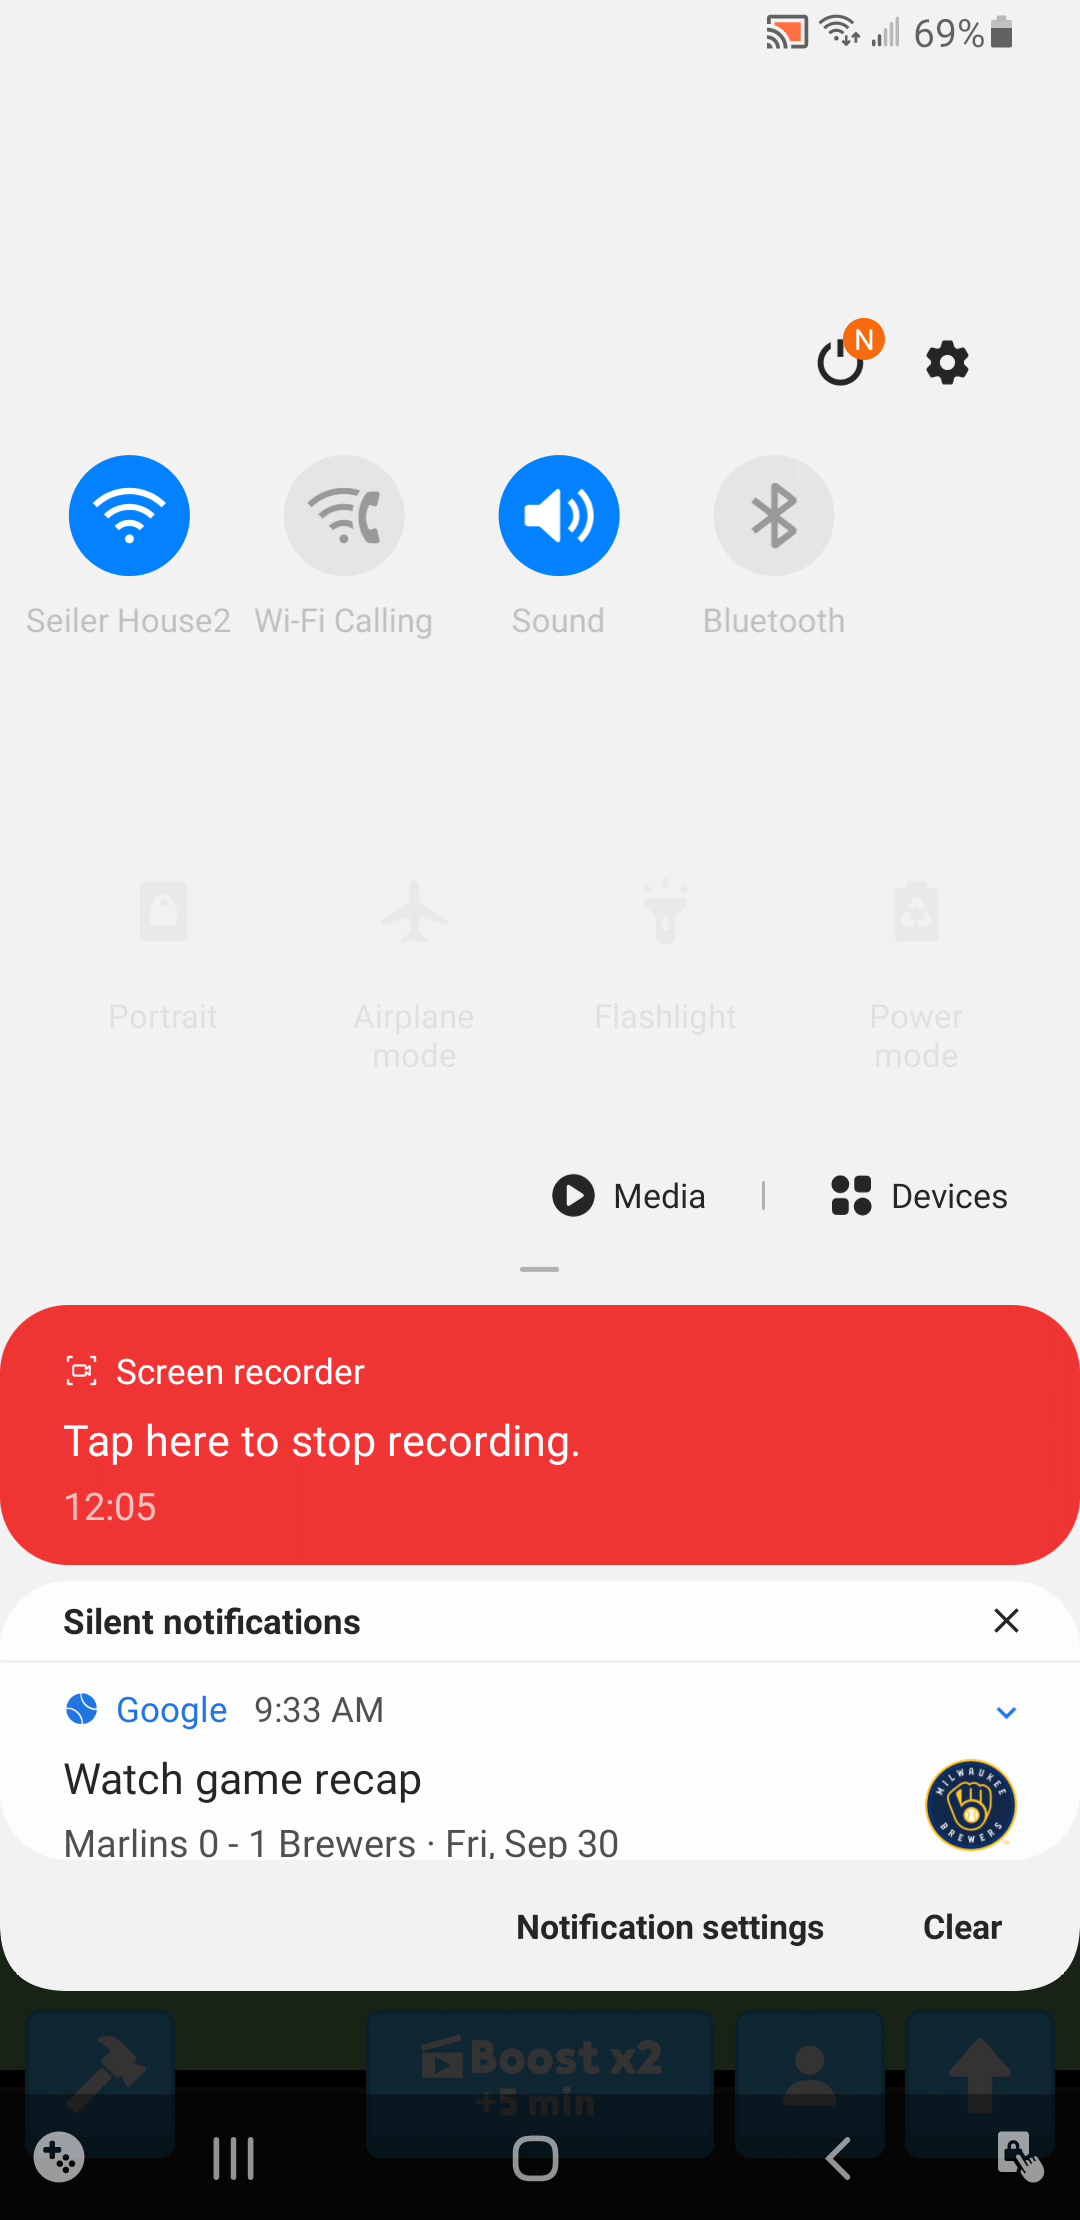 69%
N
Seiler House2 Wi-Fi Calling Sound Bluetooth
Portrait Airplane mode Flashlight Power mode
Media | Devices
Screen recorder
Tap here to stop recording.
12:05
Silent notifications
Google 9:33 AM
Watch game recap
MILWAUKEE BREWERS
Marlins 0 - 1 Brewers · Fri, Sep 30
Notification settings Clear
Boost x2
+5 min